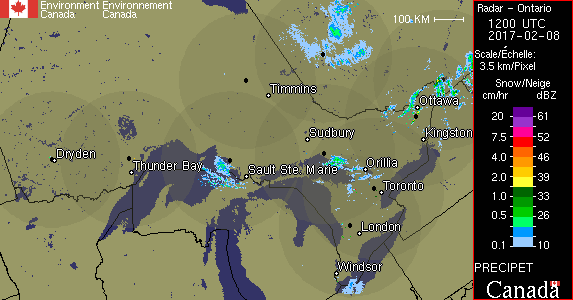 Environment Environnement
Canada Canada
100 KM
Timmins
Ottawa
Sudbury
Kingston
Dryden
Thunder Bay
Sault Ste. Marie
Orillia
Toronto
London
Windsor
Radar - Ontario
1200 UTC
2017-02-08
Scale/Échelle:
3.5 km/Pixel
Snow/Neige
cm/hr dBZ
20 61
7.5 52
4.0 46
2.0 39
1.0 33
0.5 26
0.1 10
PRECIPET
Canada